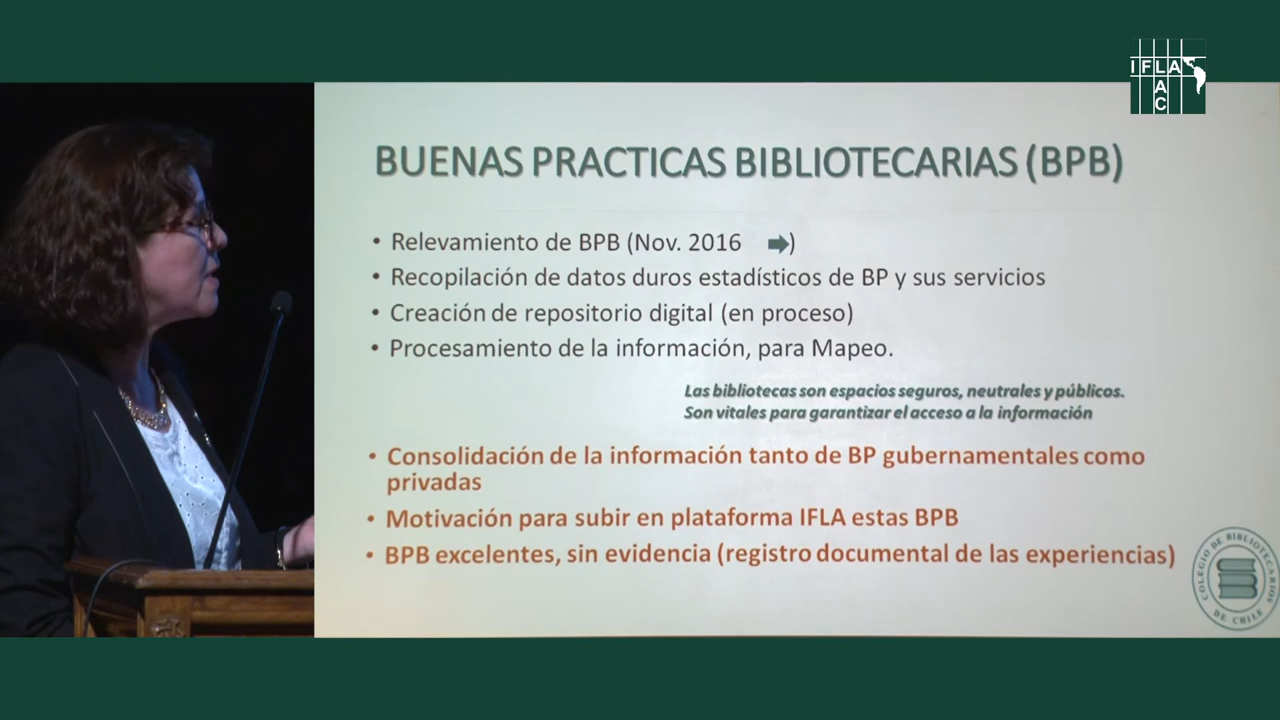 IFLA
A
C
BUENAS PRACTICAS BIBLIOTECARIAS (BPB)
• Relevamiento de BPB (Nov. 2016 ➡)
• Recopilación de datos duros estadísticos de BP y sus servicios
• Creación de repositorio digital (en proceso)
• Procesamiento de la información, para Mapeo.
Las bibliotecas son espacios seguros, neutrales y públicos.
Son vitales para garantizar el acceso a la información
• Consolidación de la información tanto de BP gubernamentales como
privadas
• Motivación para subir en plataforma IFLA estas BPB
• BPB excelentes, sin evidencia (registro documental de las experiencias)
COLEGIO DE BIBLIOTECARIOS
DE CHILE